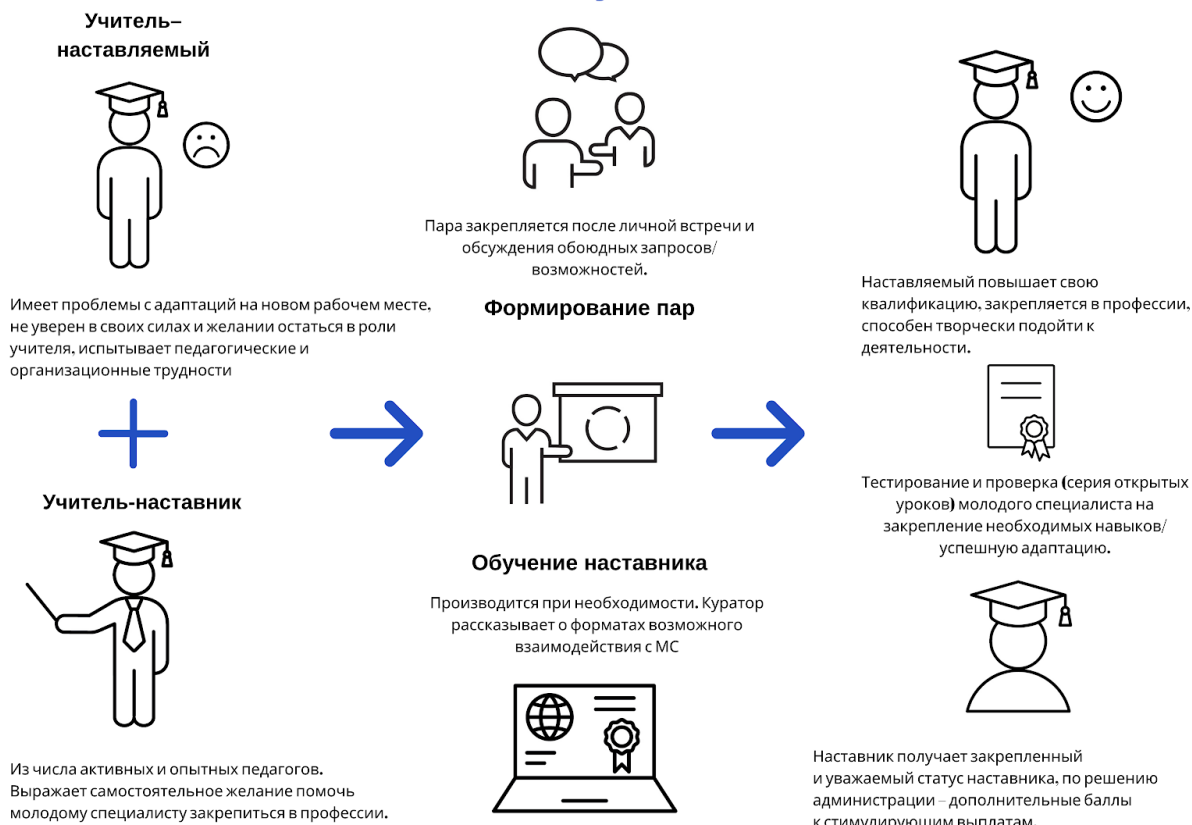 Учитель–
наставляемый
Имеет проблемы с адаптаций на новом рабочем месте,
не уверен в своих силах и желании остаться в роли
учителя, испытывает педагогические и
организационные трудности
Учитель-наставник
Из числа активных и опытных педагогов.
Выражает самостоятельное желание помочь
молодому специалисту закрепиться в профессии.
Пара закрепляется после личной встречи и
обсуждения обоюдных запросов/
возможностей.
Формирование пар
Обучение наставника
Производится при необходимости. Куратор
рассказывает о форматах возможного
взаимодействия с МС
Наставляемый повышает свою
квалификацию, закрепляется в профессии,
способен творчески подойти к
деятельности.
Тестирование и проверка (серия открытых
уроков) молодого специалиста на
закрепление необходимых навыков/
успешную адаптацию.
Наставник получает закрепленный
и уважаемый статус наставника, по решению
администрации – дополнительные баллы
к стимулирующим выплатам.